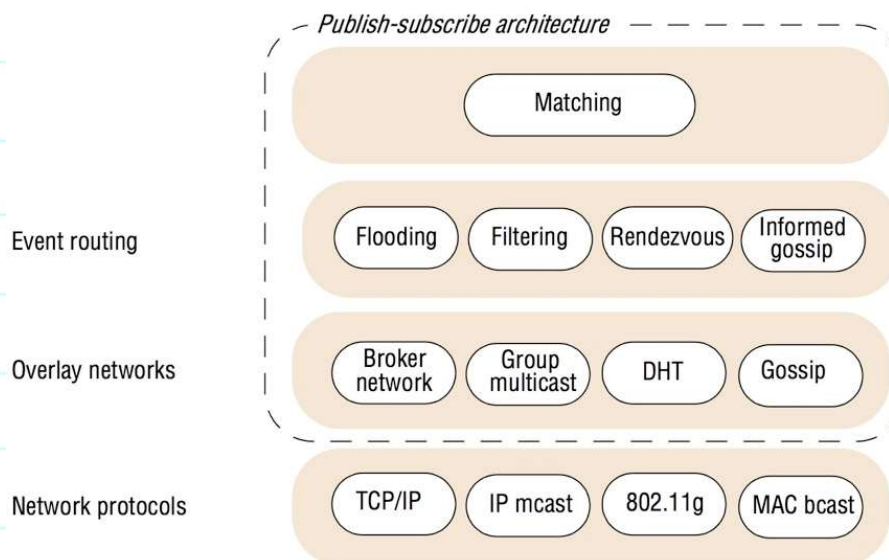 Publish-subscribe architecture
Matching
Event routing
Flooding
Filtering
Rendezvous
Informed
gossip
Overlay networks
Broker
network
Group
multicast
DHT
Gossip
Network protocols
TCP/IP
IP mcast
802.11g
MAC bcast